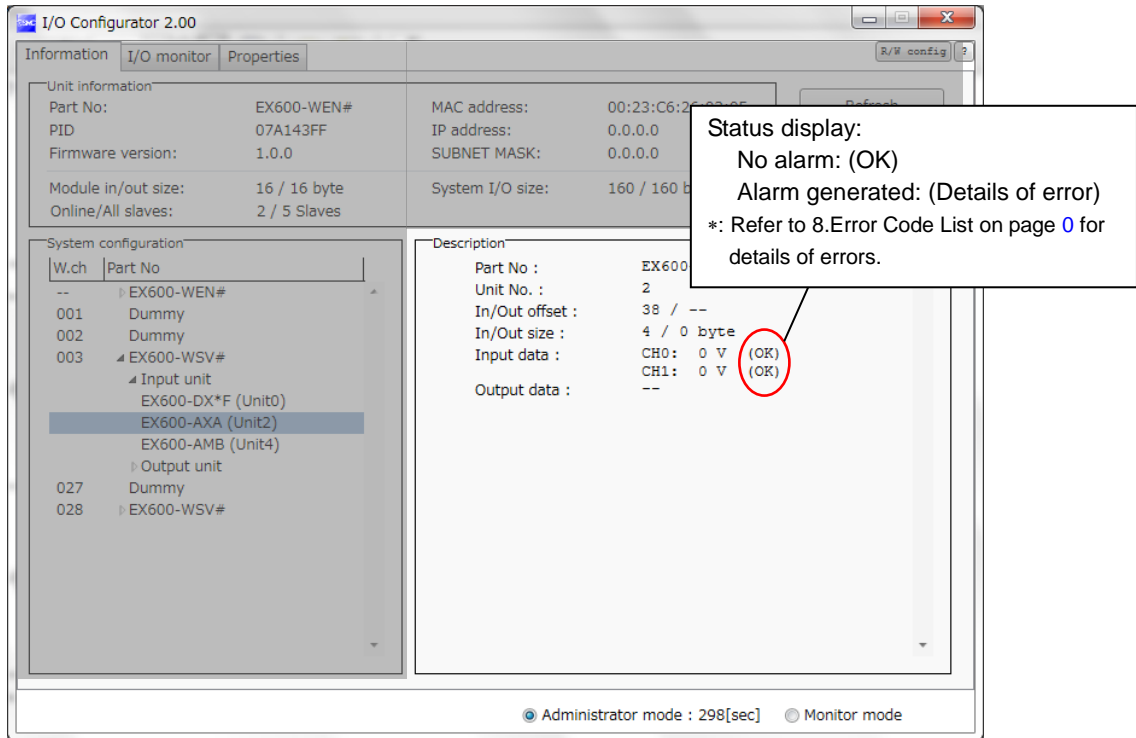 I/O Configurator 2.00
Information I/O monitor Properties R/W config ?
Unit information
Part No: EX600-WEN# MAC address: Refresh
PID 07A143FF IP address: 0.0.0.0
Firmware version: 1.0.0 SUBNET MASK: 0.0.0.0
Module in/out size: 16 / 16 byte System I/O size: 160 / 160 b
Online/All slaves: 2 / 5 Slaves
Status display:
No alarm: (OK)
Alarm generated: (Details of error)
*: Refer to 8.Error Code List on page 0 for
details of errors.
System configuration
W.ch Part No
-- EX600-WEN#
001 Dummy
002 Dummy
003 EX600-WSV#
Input unit
EX600-DX*F (Unit0)
EX600-AXA (Unit2)
EX600-AMB (Unit4)
Output unit
027 Dummy
028 EX600-WSV#
Description
Part No : EX600
Unit No. : 2
In/Out offset : 38 / --
In/Out size : 4 / 0 byte
Input data : CH0: 0 V (OK)
CH1: 0 V (OK)
Output data : --
Administrator mode : 298[sec] Monitor mode